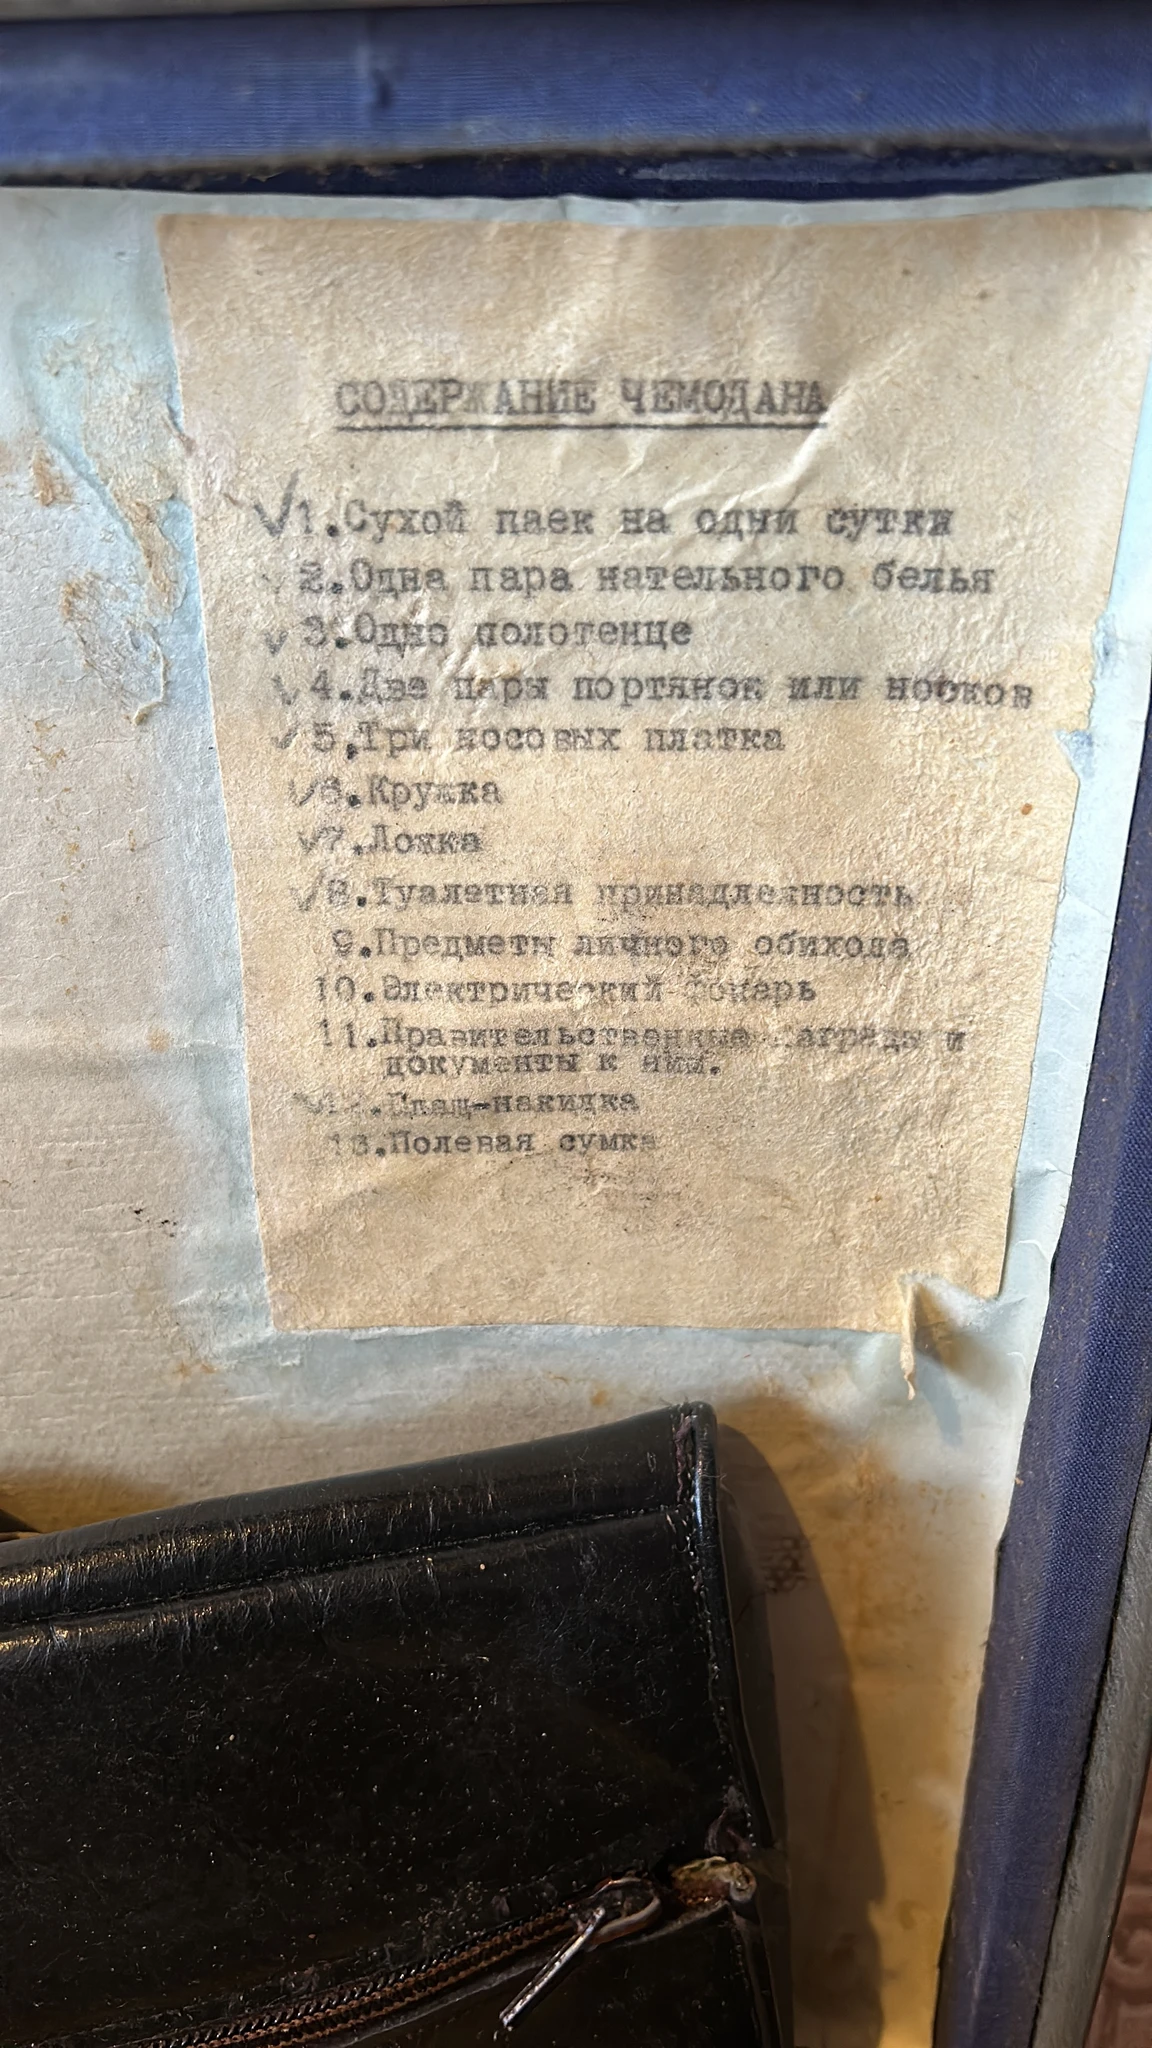 СОДЕРЖАНИЕ ЧЕМОДАНА
✓1.Сухой паек на одни сутки
✓2.Одна пара нательного белья
✓3.Одно полотенце
✓4.Две пары портянок или носков
✓5.Три носовых платка
✓6.Кружка
✓7.Ложка
✓8.Туалетная принадлежность
9.Предметы личного обихода
10.Электрический фонарь
11.Правительственные награды и
документы к ним.
✓12.Плащ-накидка
13.Полевая сумка